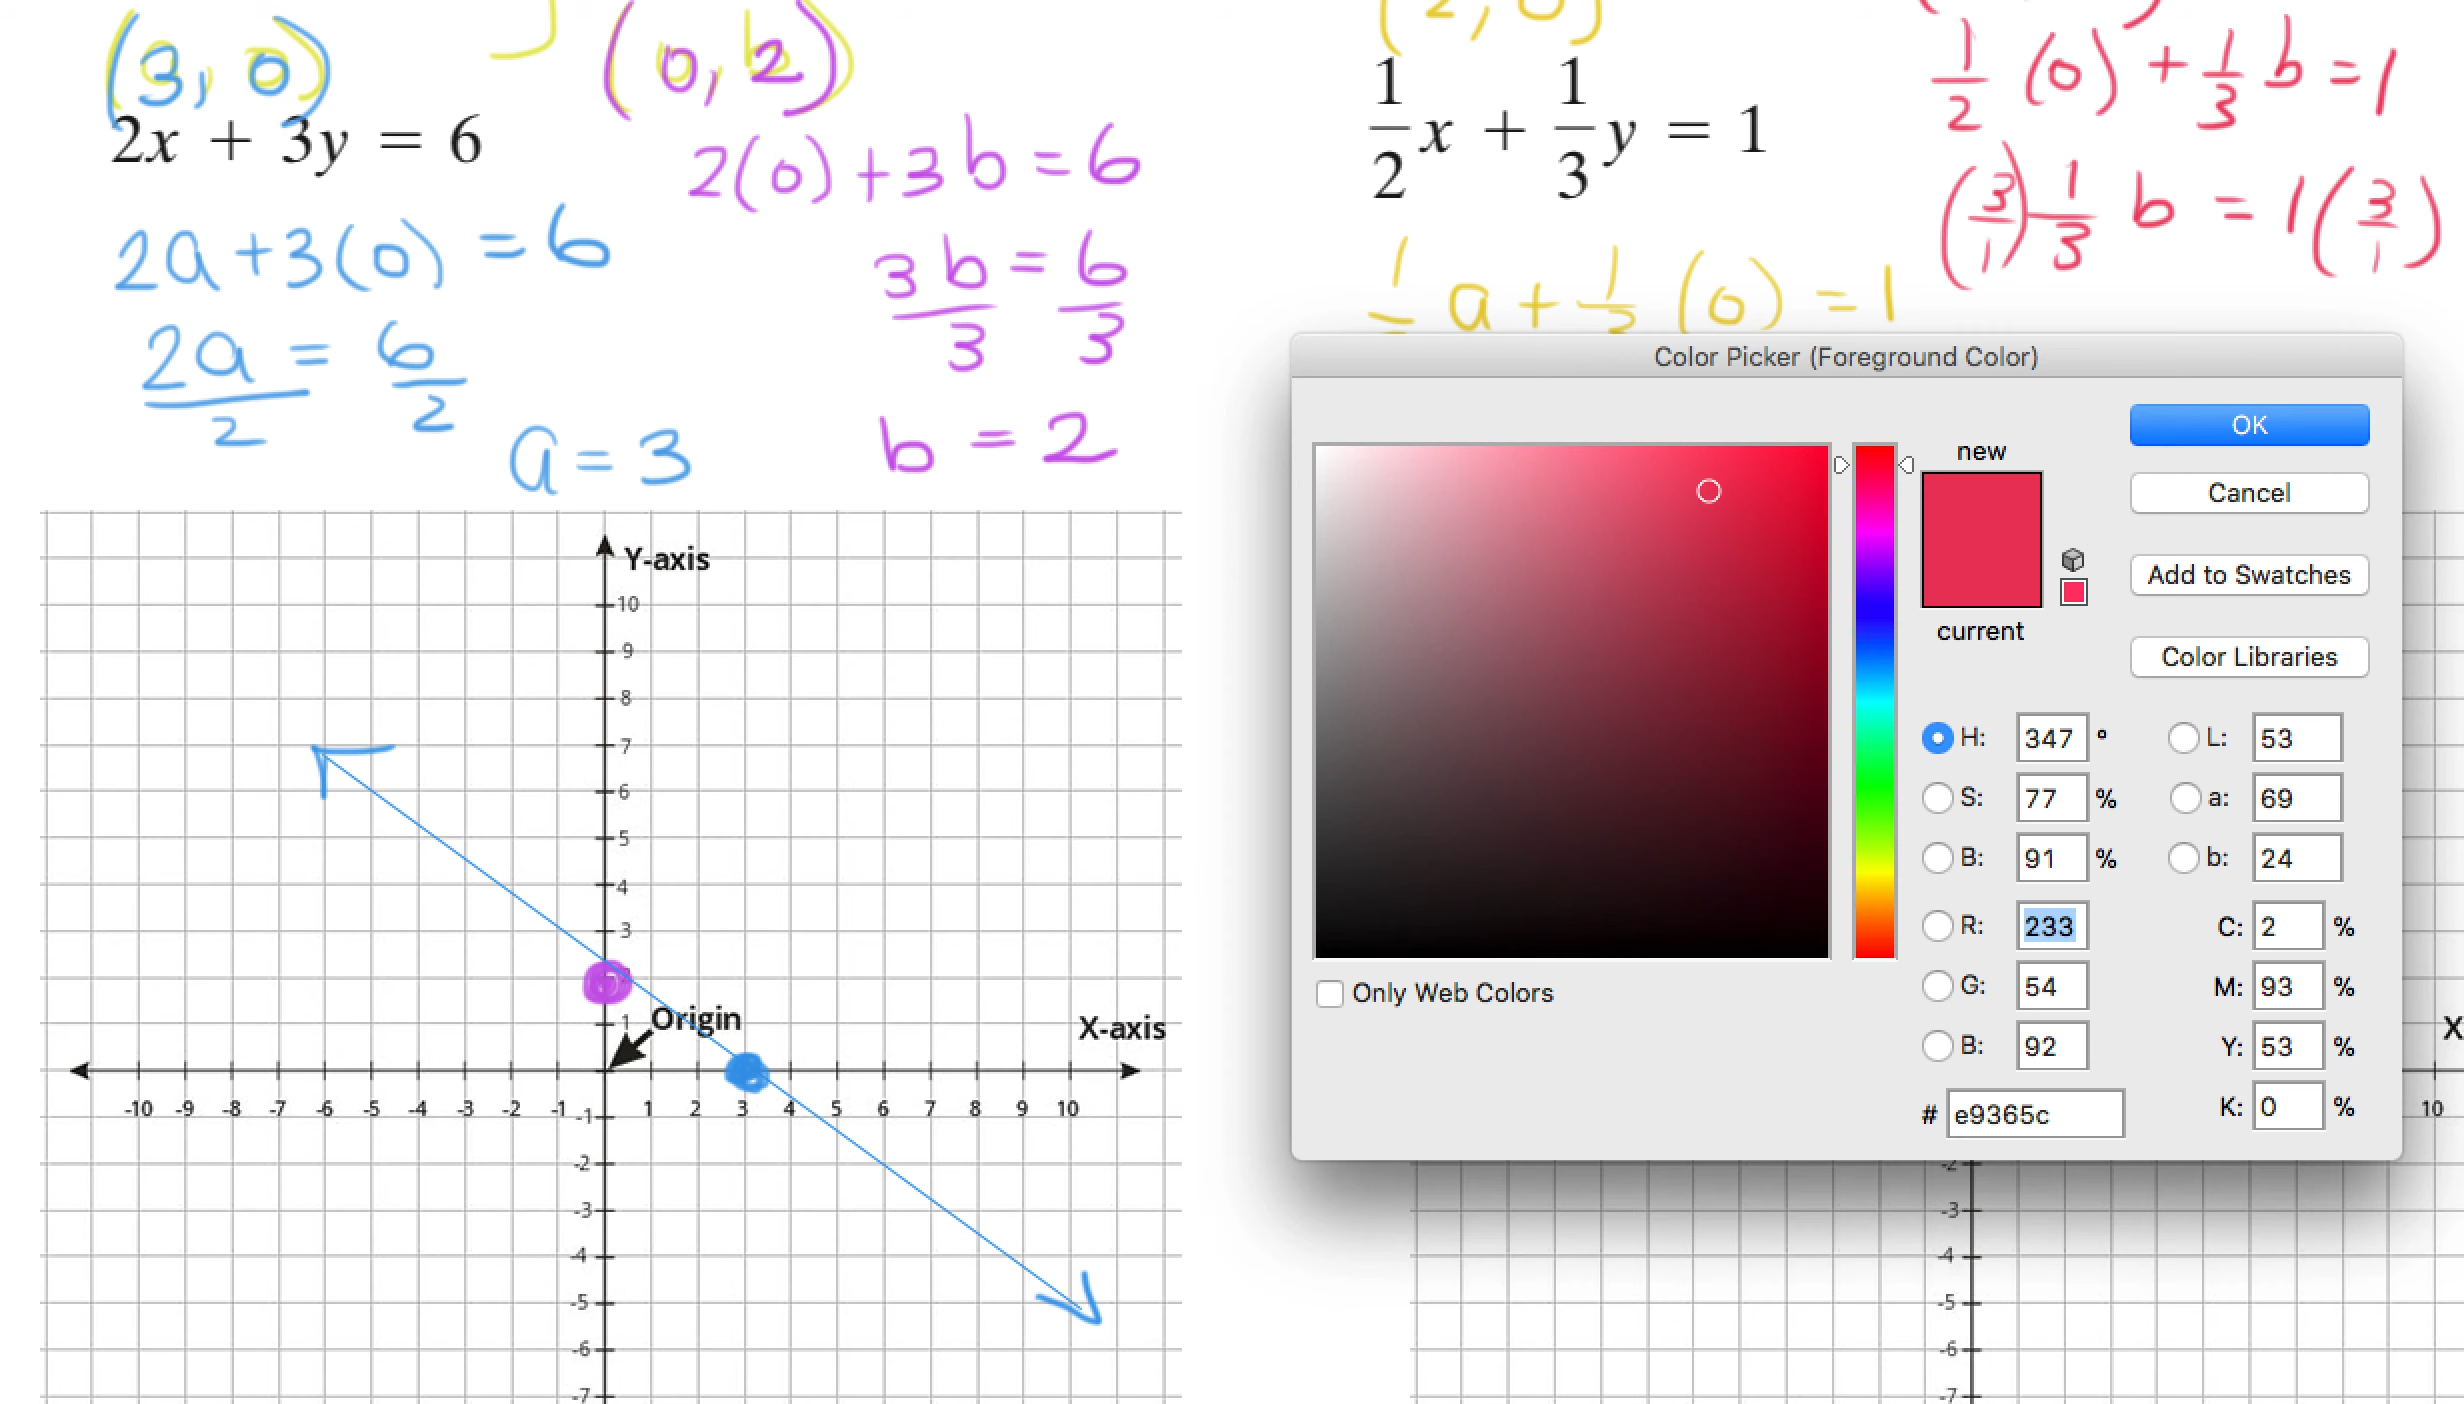 (3, 0)
(0, 2)
2x + 3y = 6
2(0) + 3b = 6
2a + 3(0) = 6
3b = 6
3 3
2a = 6
2 2
a = 3
b = 2
1/2 (0) + 1/3 b = 1
1/2 x + 1/3 y = 1
(3/1) 1/3 b = 1 (3/1)
a + (0) = 1
Y-axis
10
9
8
7
6
5
4
3
1
Origin
X-axis
-10 -9 -8 -7 -6 -5 -4 -3 -2 -1 1 2 3 4 5 6 7 8 9 10
-1
-2
-3
-4
-5
-6
-7
Color Picker (Foreground Color)
new
current
OK
Cancel
Add to Swatches
Color Libraries
H: 347 °
S: 77 %
B: 91 %
R: 233
G: 54
B: 92
# e9365c
L: 53
a: 69
b: 24
C: 2 %
M: 93 %
Y: 53 %
K: 0 %
Only Web Colors
X
10
-2
-3
-4
-5
-6
-7